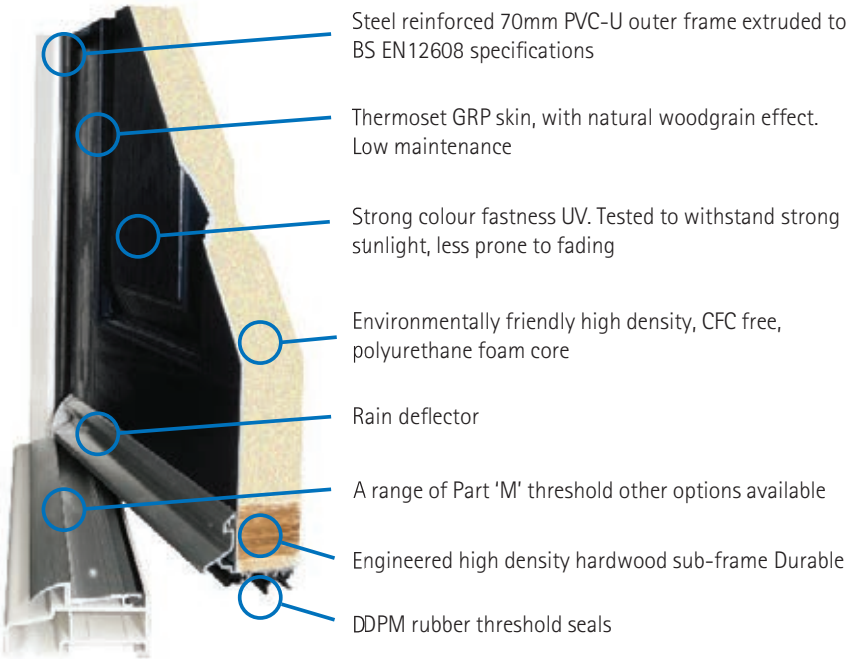 Steel reinforced 70mm PVC-U outer frame extruded to
BS EN12608 specifications
Thermoset GRP skin, with natural woodgrain effect.
Low maintenance
Strong colour fastness UV. Tested to withstand strong
sunlight, less prone to fading
Environmentally friendly high density, CFC free,
polyurethane foam core
Rain deflector
A range of Part ‘M’ threshold other options available
Engineered high density hardwood sub-frame Durable
DDPM rubber threshold seals